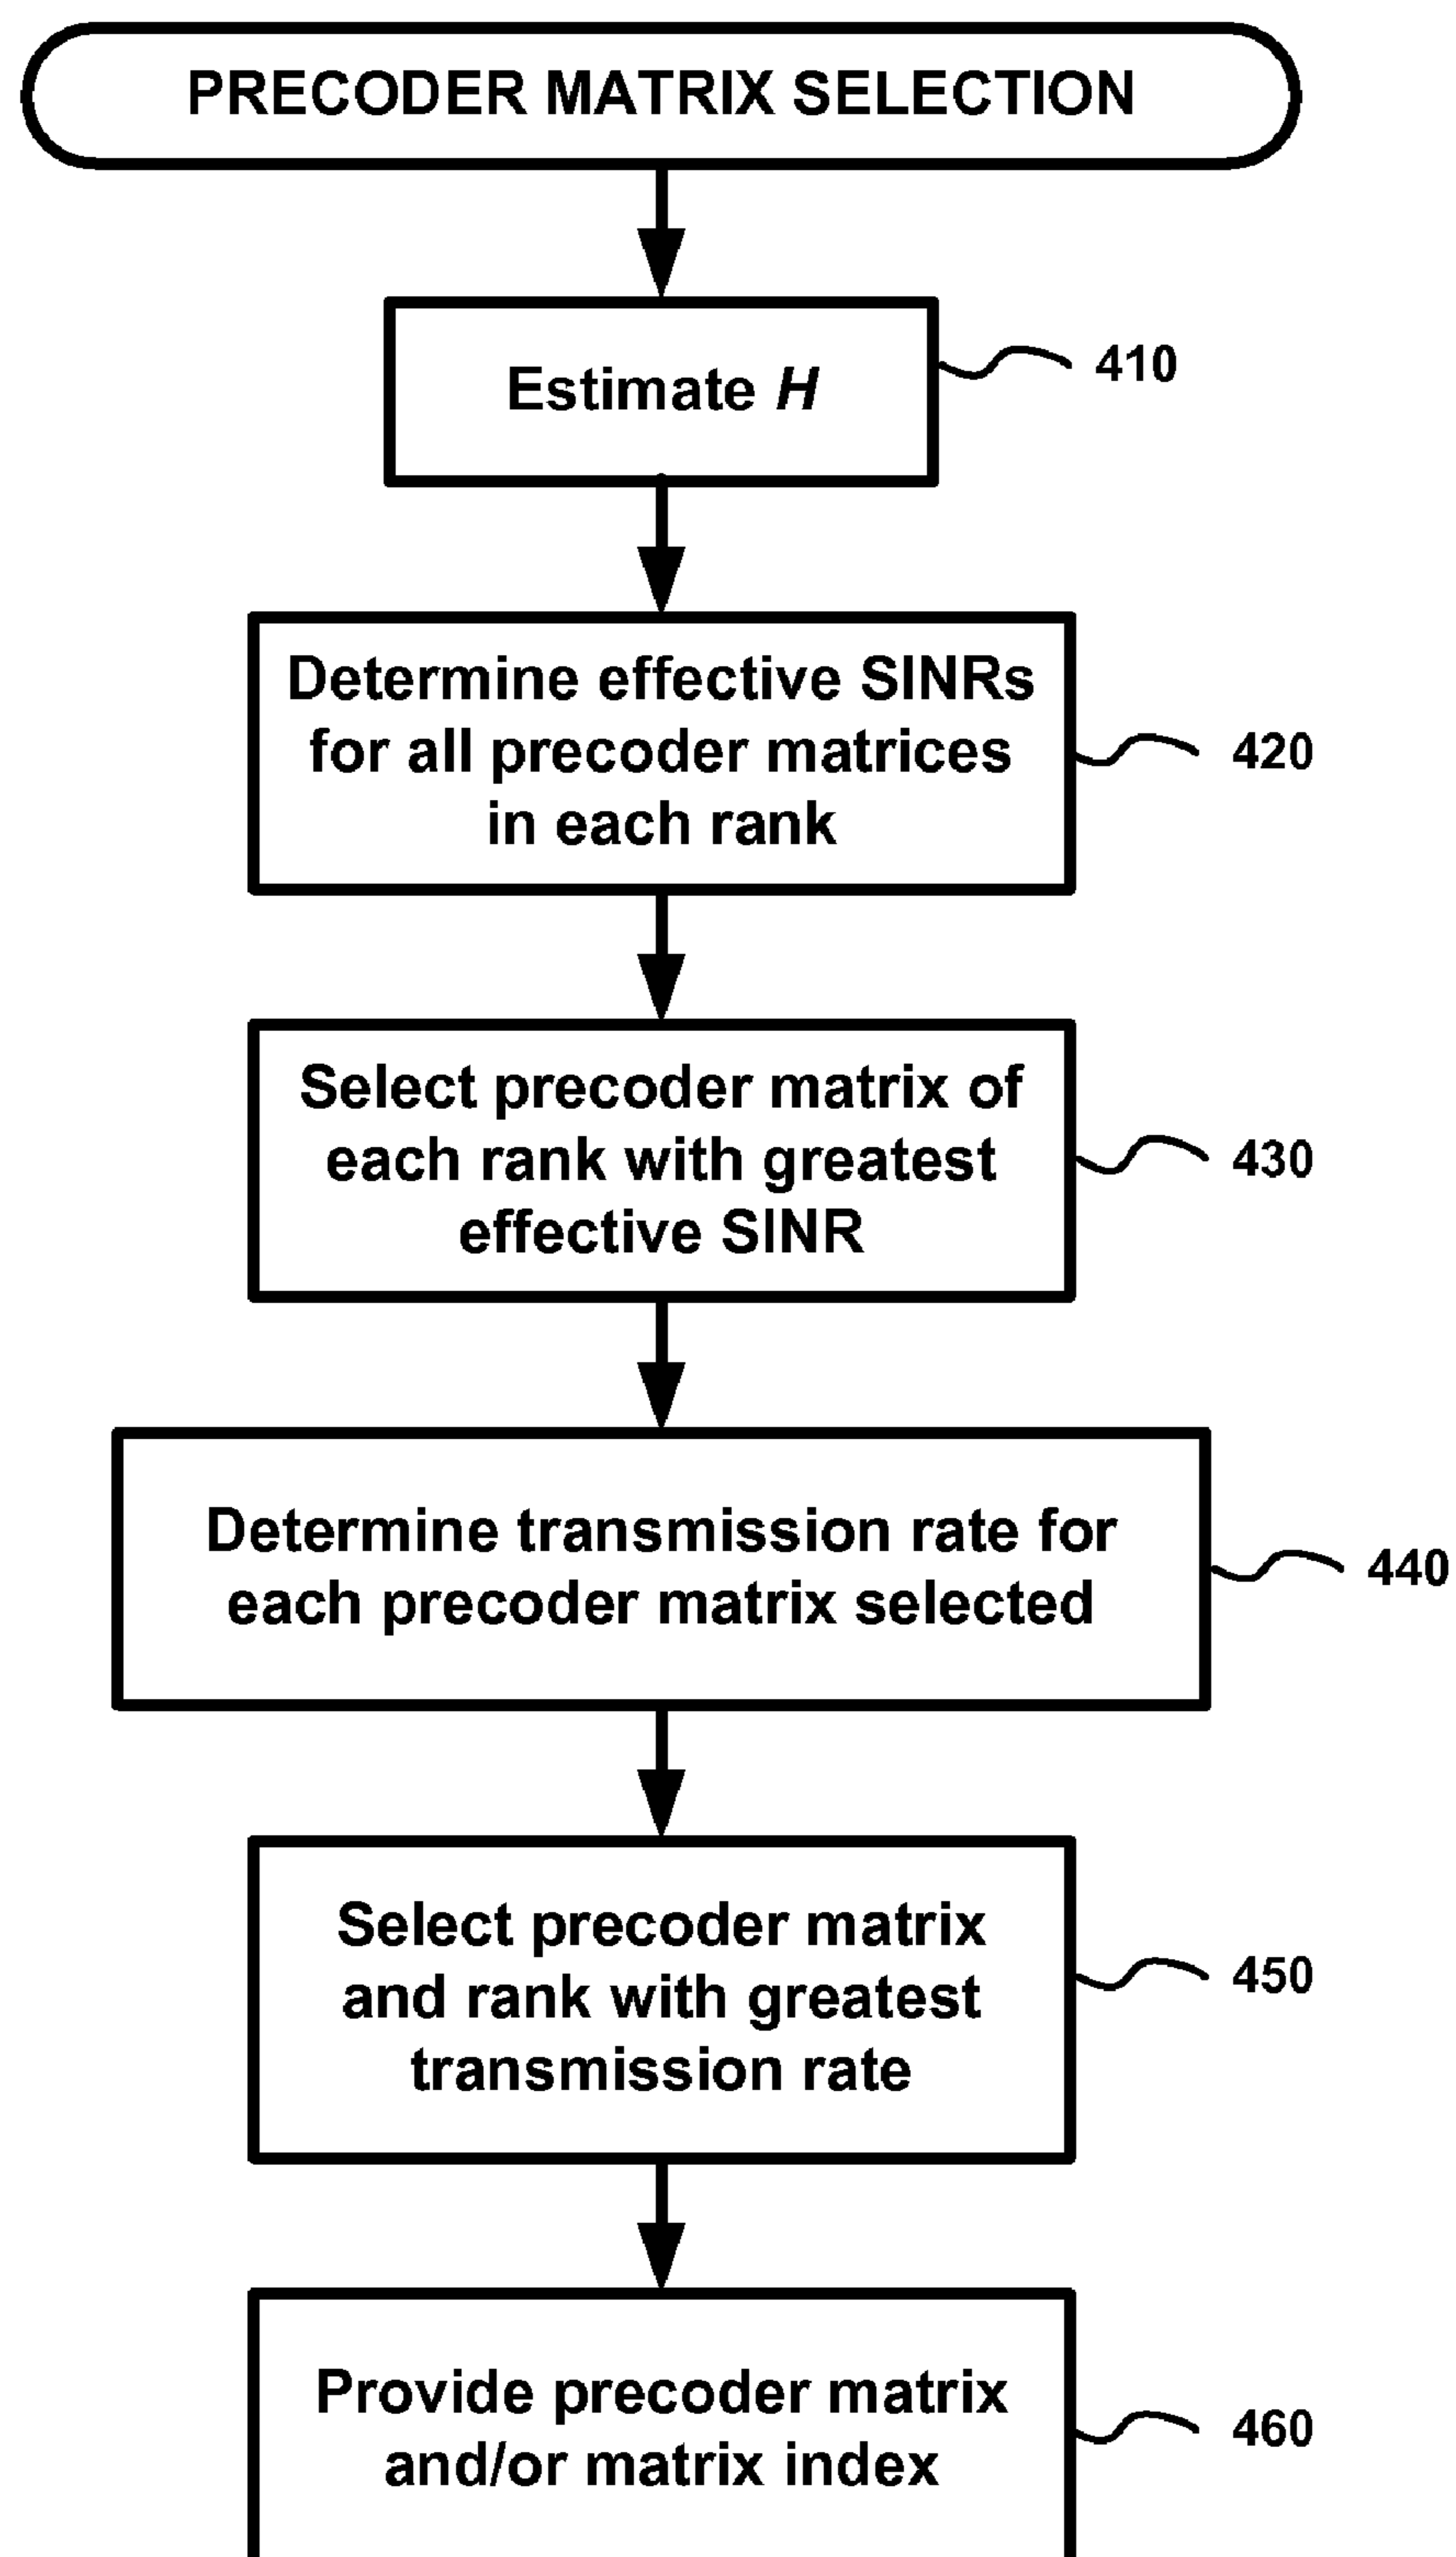 PRECODER MATRIX SELECTION
Estimate H
410
Determine effective SINRs
for all precoder matrices
in each rank
420
Select precoder matrix of
each rank with greatest
effective SINR
430
Determine transmission rate for
each precoder matrix selected
440
Select precoder matrix
and rank with greatest
transmission rate
450
Provide precoder matrix
and/or matrix index
460